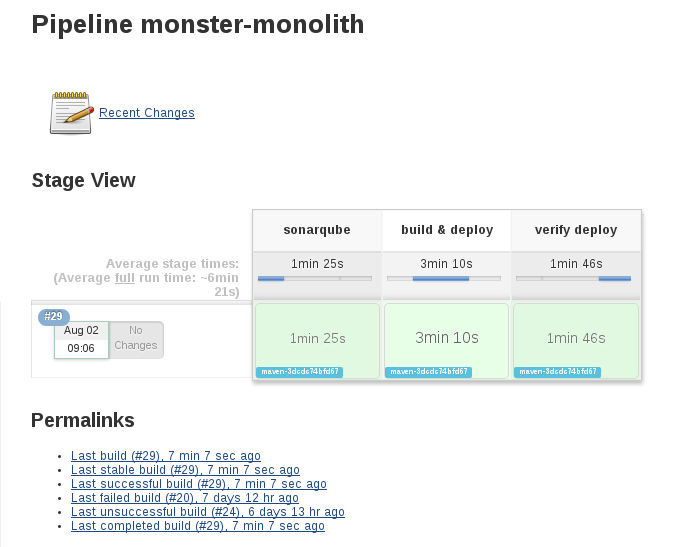 Pipeline monster-monolith
Recent Changes
Stage View
sonarqube build & deploy verify deploy
Average stage times:
(Average full run time: ~6min
21s)
1min 25s 3min 10s 1min 46s
#29
Aug 02
09:06
No
Changes
1min 25s 3min 10s 1min 46s
maven-3dcdc74bfd67 maven-3dcdc74bfd67 maven-3dcdc74bfd67
Permalinks
Last build (#29), 7 min 7 sec ago
Last stable build (#29), 7 min 7 sec ago
Last successful build (#29), 7 min 7 sec ago
Last failed build (#20), 7 days 12 hr ago
Last unsuccessful build (#24), 6 days 13 hr ago
Last completed build (#29), 7 min 7 sec ago